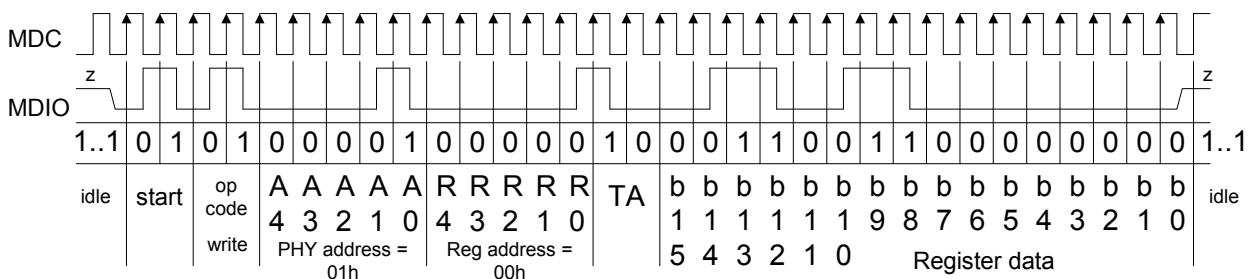 MDC
z z
MDIO
1..1 0 1 0 1 0 0 0 0 1 0 0 0 0 0 1 0 0 0 1 1 0 0 1 1 0 0 0 0 0 0 0 0 1..1
idle start op A A A A A R R R R R TA b b b b b b b b b b b b b b b b idle
code 4 3 2 1 0 4 3 2 1 0 1 1 1 1 1 1 9 8 7 6 5 4 3 2 1 0
write PHY address = Reg address = 5 4 3 2 1 0 Register data
01h 00h